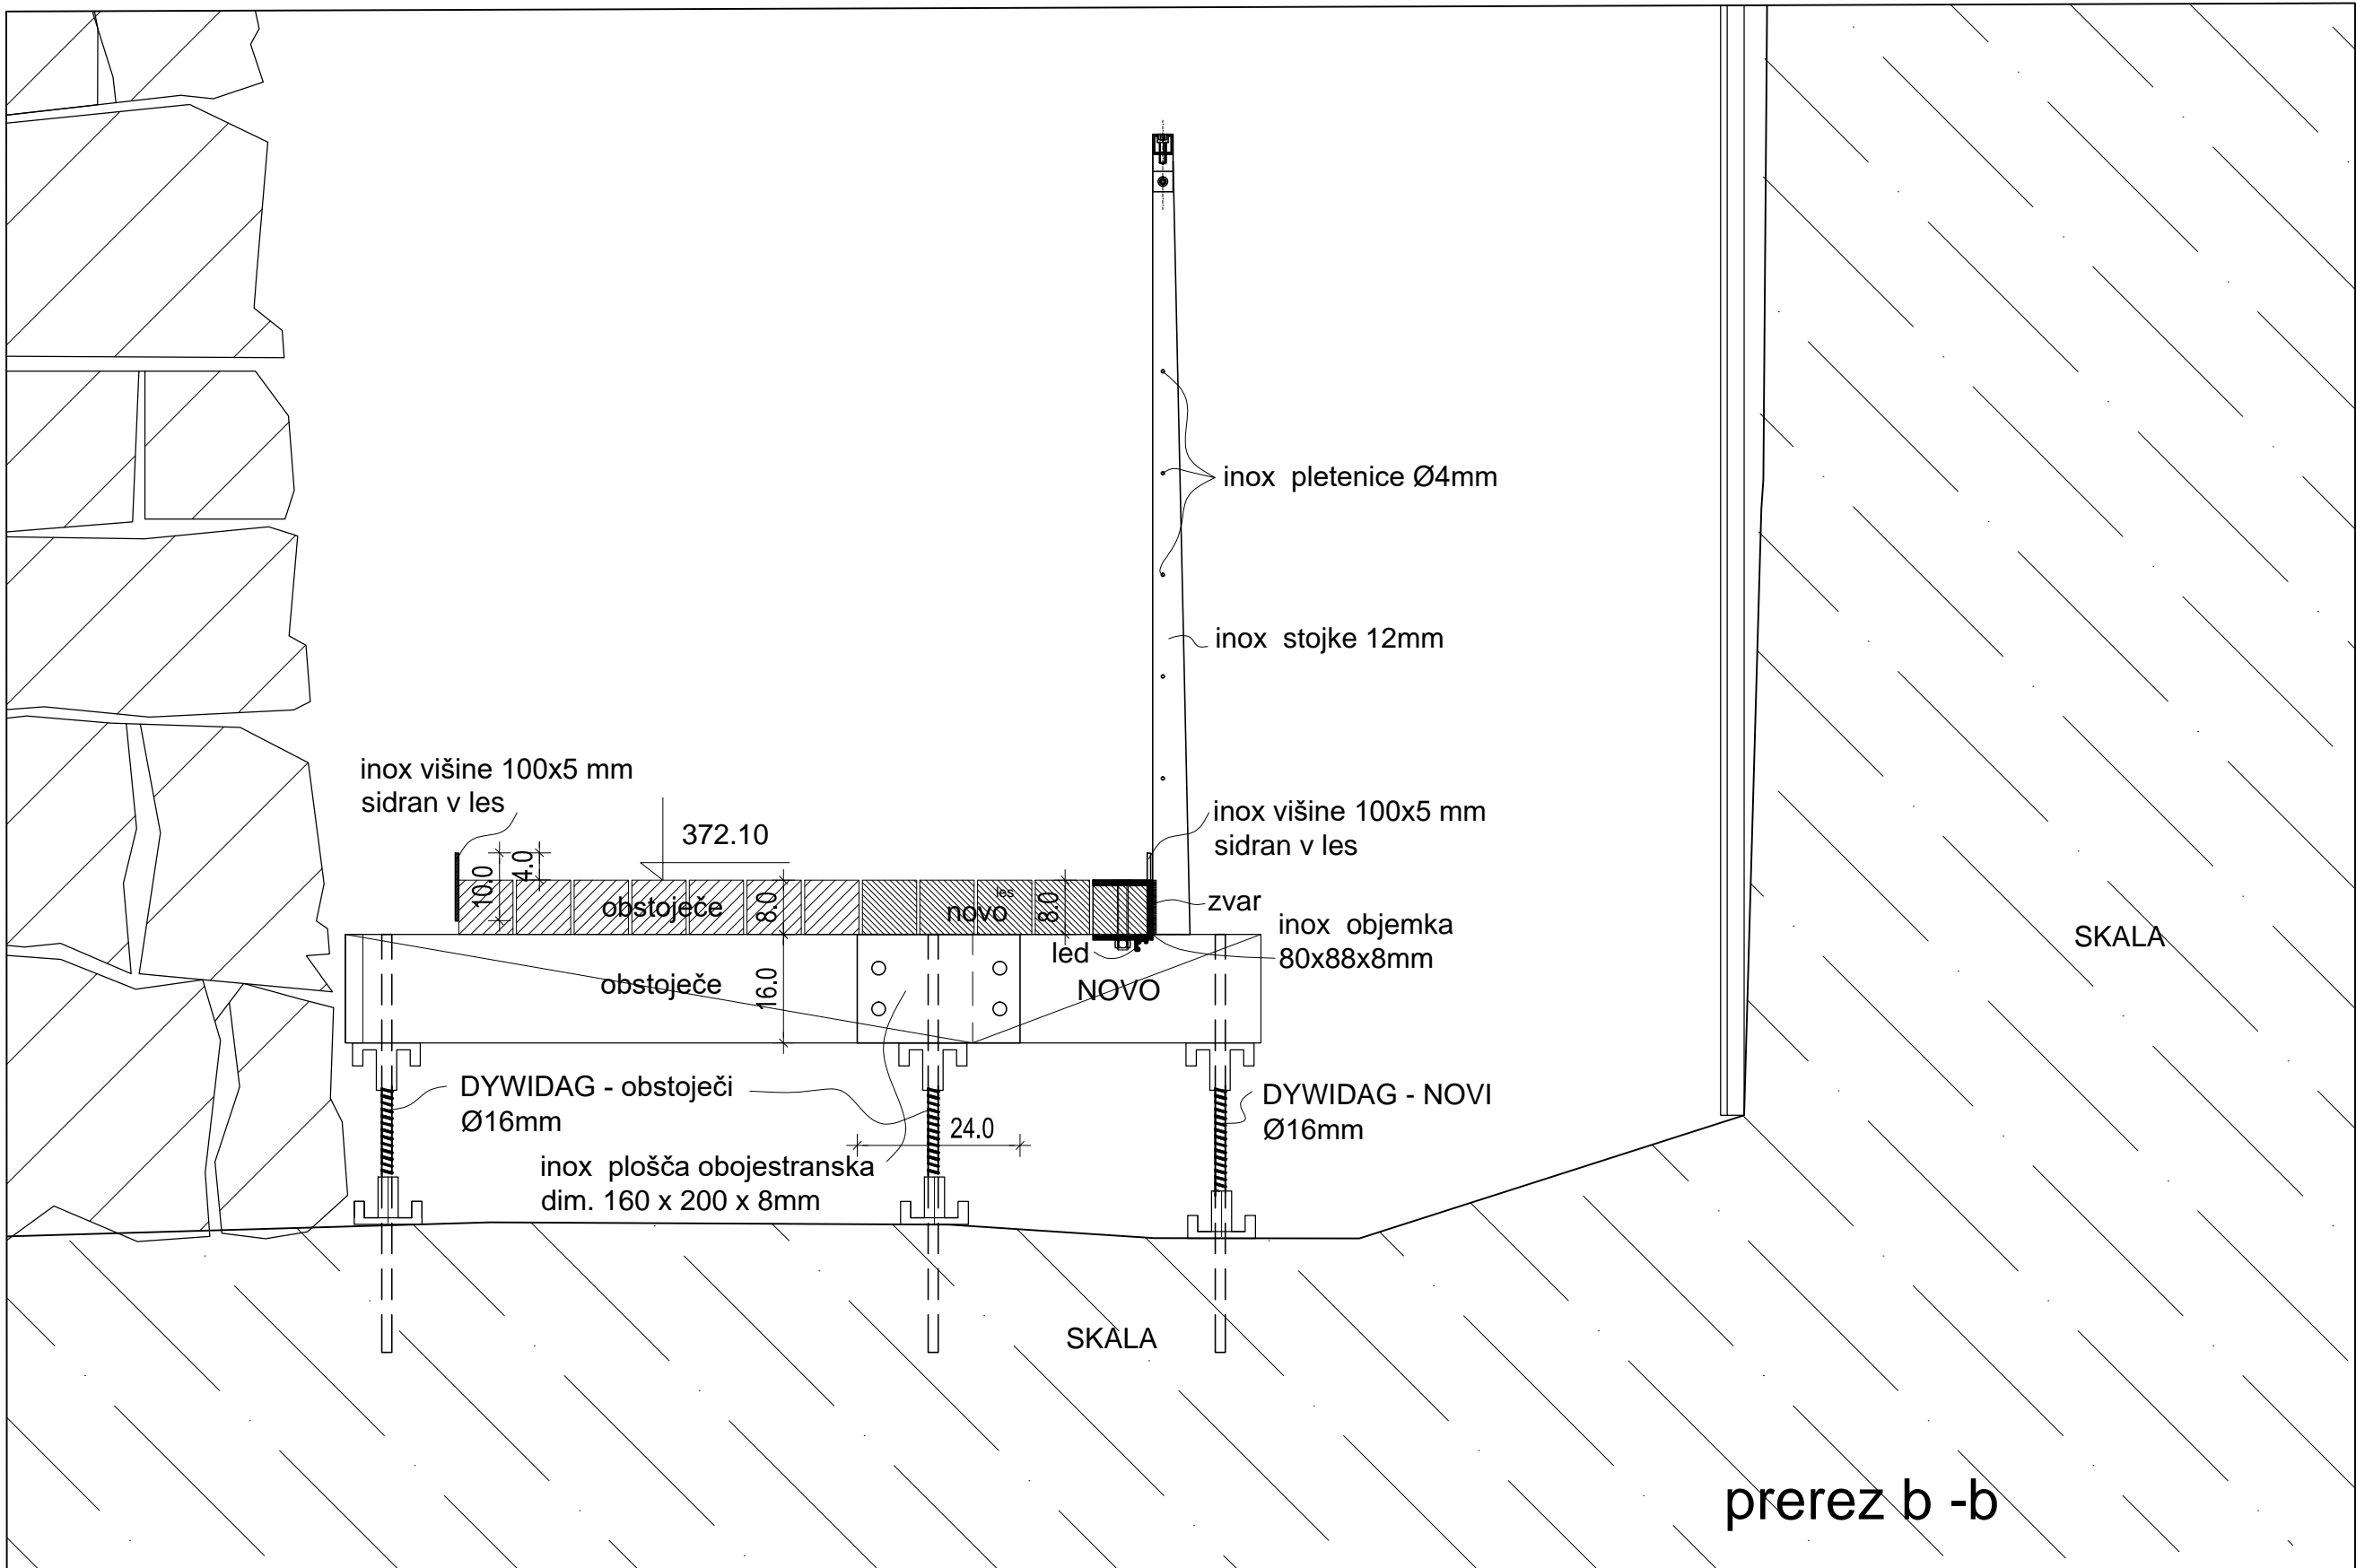 inox  pletenice Ø4mm
inox  stojke 12mm
inox višine 100x5 mm
sidran v les
372.10
inox višine 100x5 mm
sidran v les
10.0
4.0
obstoječe
8.0
les
novo
8.0
zvar
inox  objemka
80x88x8mm
led
SKALA
obstoječe
16.0
NOVO
DYWIDAG - obstoječi
Ø16mm
24.0
DYWIDAG - NOVI
Ø16mm
inox  plošča obojestranska
dim. 160 x 200 x 8mm
SKALA
prerez b -b